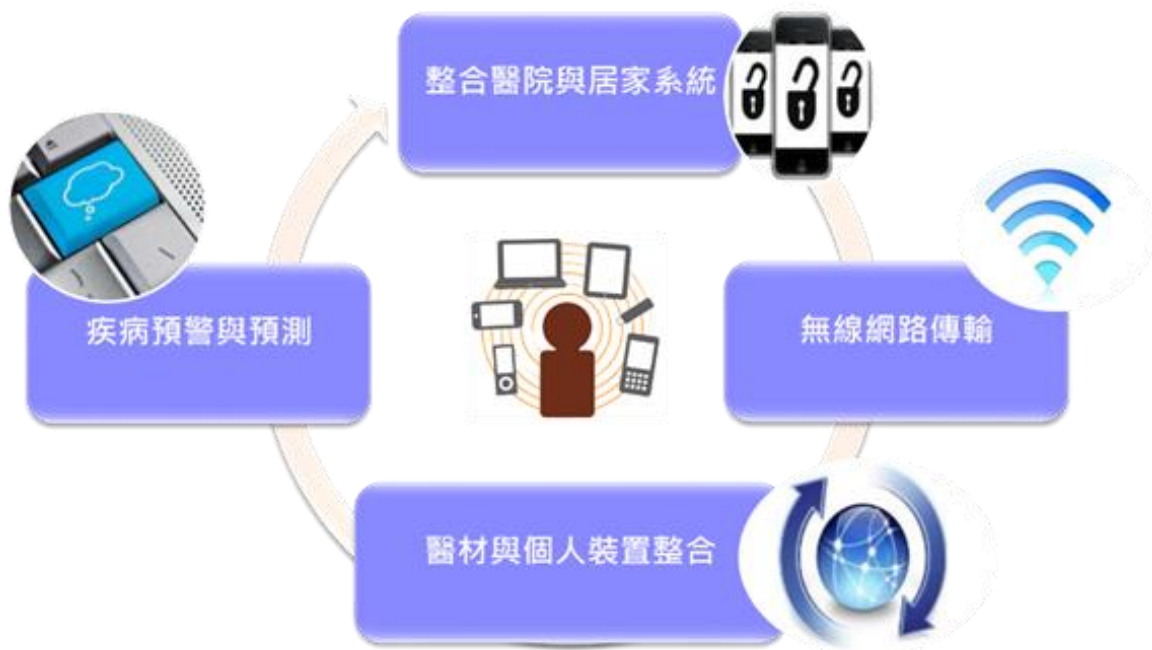 整合醫院與居家系統
疾病預警與預測
無線網路傳輸
醫材與個人裝置整合